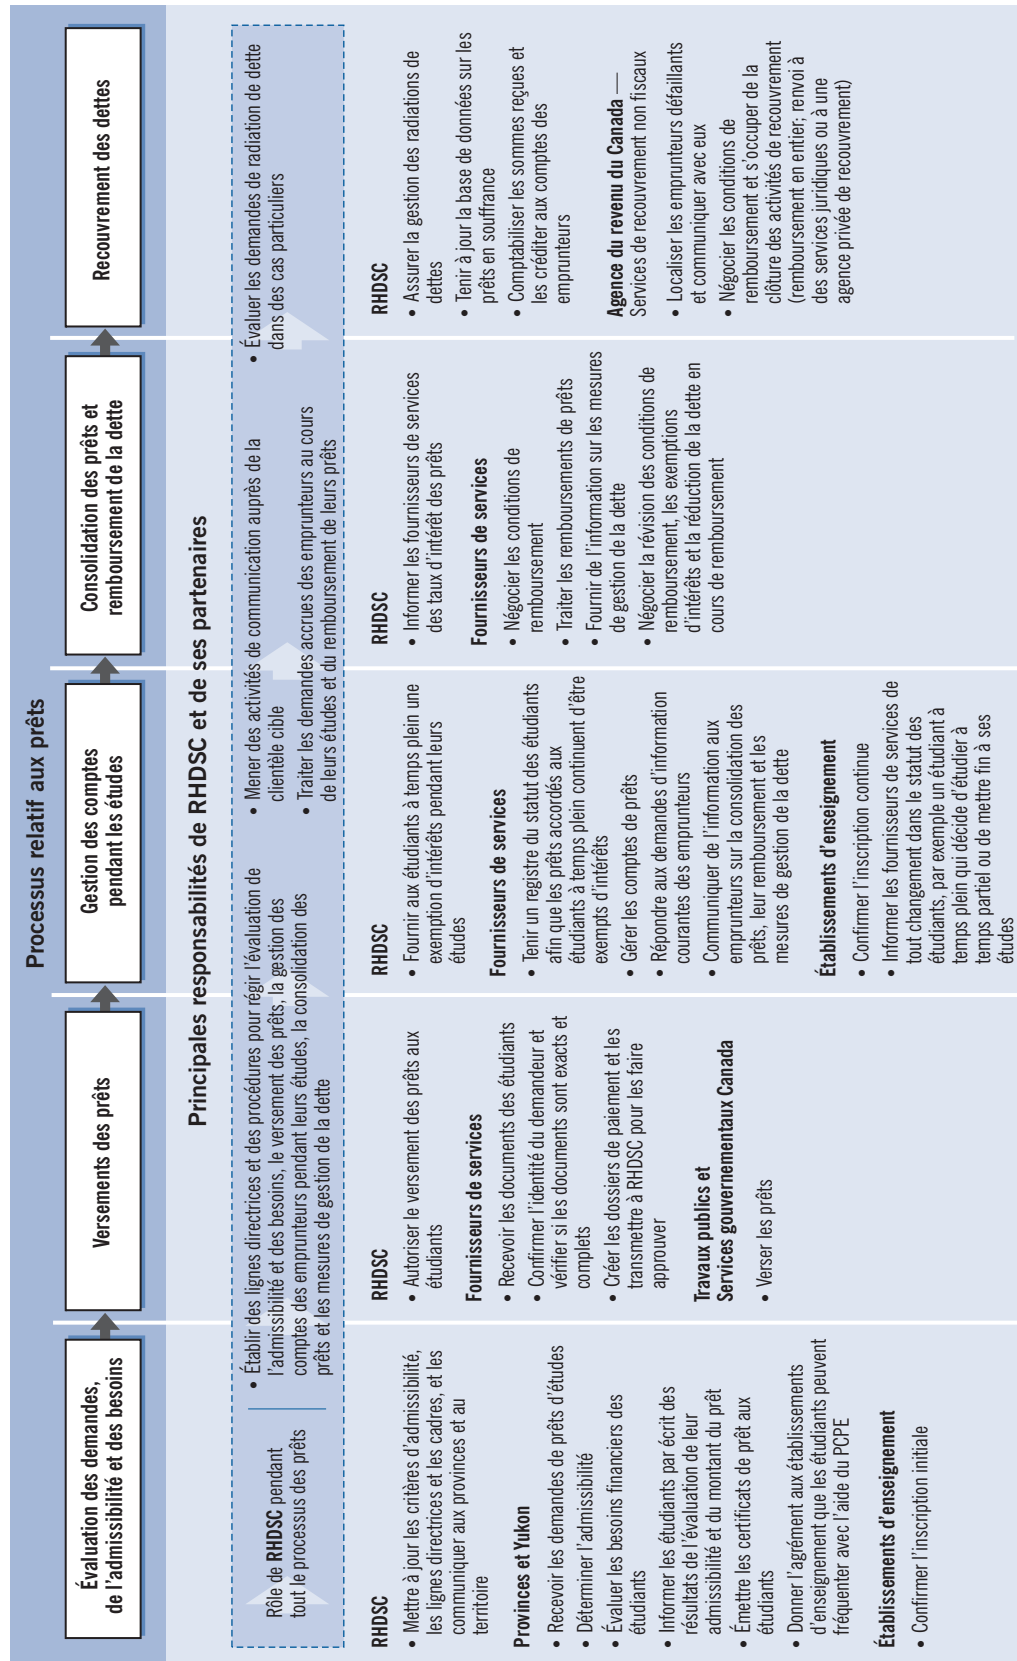 Processus relatif aux prêts
Évaluation des demandes,
de l'admissibilité et des besoins
Versements des prêts
Gestion des comptes
pendant les études
Consolidation des prêts et
remboursement de la dette
Recouvrement des dettes
Principales responsabilités de RHDSC et de ses partenaires
Rôle de RHDSC pendant
tout le processus des prêts
• Établir des lignes directrices et des procédures pour régir l'évaluation de
l'admissibilité et des besoins, le versement des prêts, la gestion des
comptes des emprunteurs pendant leurs études, la consolidation des
prêts et les mesures de gestion de la dette
• Mener des activités de communication auprès de la
clientèle cible
• Traiter les demandes accrues des emprunteurs au cours
de leurs études et du remboursement de leurs prêts
• Évaluer les demandes de radiation de dette
dans des cas particuliers
RHDSC
• Mettre à jour les critères d'admissibilité,
les lignes directrices et les cadres, et les
communiquer aux provinces et au
territoire
Provinces et Yukon
• Recevoir les demandes de prêts d'études
• Déterminer l'admissibilité
• Évaluer les besoins financiers des
étudiants
• Informer les étudiants par écrit des
résultats de l'évaluation de leur
admissibilité et du montant du prêt
• Émettre les certificats de prêt aux
étudiants
• Donner l'agrément aux établissements
d'enseignement que les étudiants peuvent
fréquenter avec l'aide du PCPE
Établissements d'enseignement
• Confirmer l'inscription initiale
RHDSC
• Autoriser le versement des prêts aux
étudiants
Fournisseurs de services
• Recevoir les documents des étudiants
• Confirmer l'identité du demandeur et
vérifier si les documents sont exacts et
complets
• Créer les dossiers de paiement et les
transmettre à RHDSC pour les faire
approuver
Travaux publics et
Services gouvernementaux Canada
• Verser les prêts
RHDSC
• Fournir aux étudiants à temps plein une
exemption d'intérêts pendant leurs
études
Fournisseurs de services
• Tenir un registre du statut des étudiants
afin que les prêts accordés aux
étudiants à temps plein continuent d'être
exempts d'intérêts
• Gérer les comptes de prêts
• Répondre aux demandes d'information
courantes des emprunteurs
• Communiquer de l'information aux
emprunteurs sur la consolidation des
prêts, leur remboursement et les
mesures de gestion de la dette
Établissements d'enseignement
• Confirmer l'inscription continue
• Informer les fournisseurs de services de
tout changement dans le statut des
étudiants, par exemple un étudiant à
temps plein qui décide d'étudier à
temps partiel ou de mettre fin à ses
études
RHDSC
• Informer les fournisseurs de services
des taux d'intérêt des prêts
Fournisseurs de services
• Négocier les conditions de
remboursement
• Traiter les remboursements de prêts
• Fournir de l'information sur les mesures
de gestion de la dette
• Négocier la révision des conditions de
remboursement, les exemptions
d'intérêts et la réduction de la dette en
cours de remboursement
RHDSC
• Assurer la gestion des radiations de
dettes
• Tenir à jour la base de données sur les
prêts en souffrance
• Comptabiliser les sommes reçues et
les créditer aux comptes des
emprunteurs
Agence du revenu du Canada —
Services de recouvrement non fiscaux
• Localiser les emprunteurs défaillants
et communiquer avec eux
• Négocier les conditions de
remboursement et s'occuper de la
clôture des activités de recouvrement
(remboursement en entier; renvoi à
des services juridiques ou à une
agence privée de recouvrement)